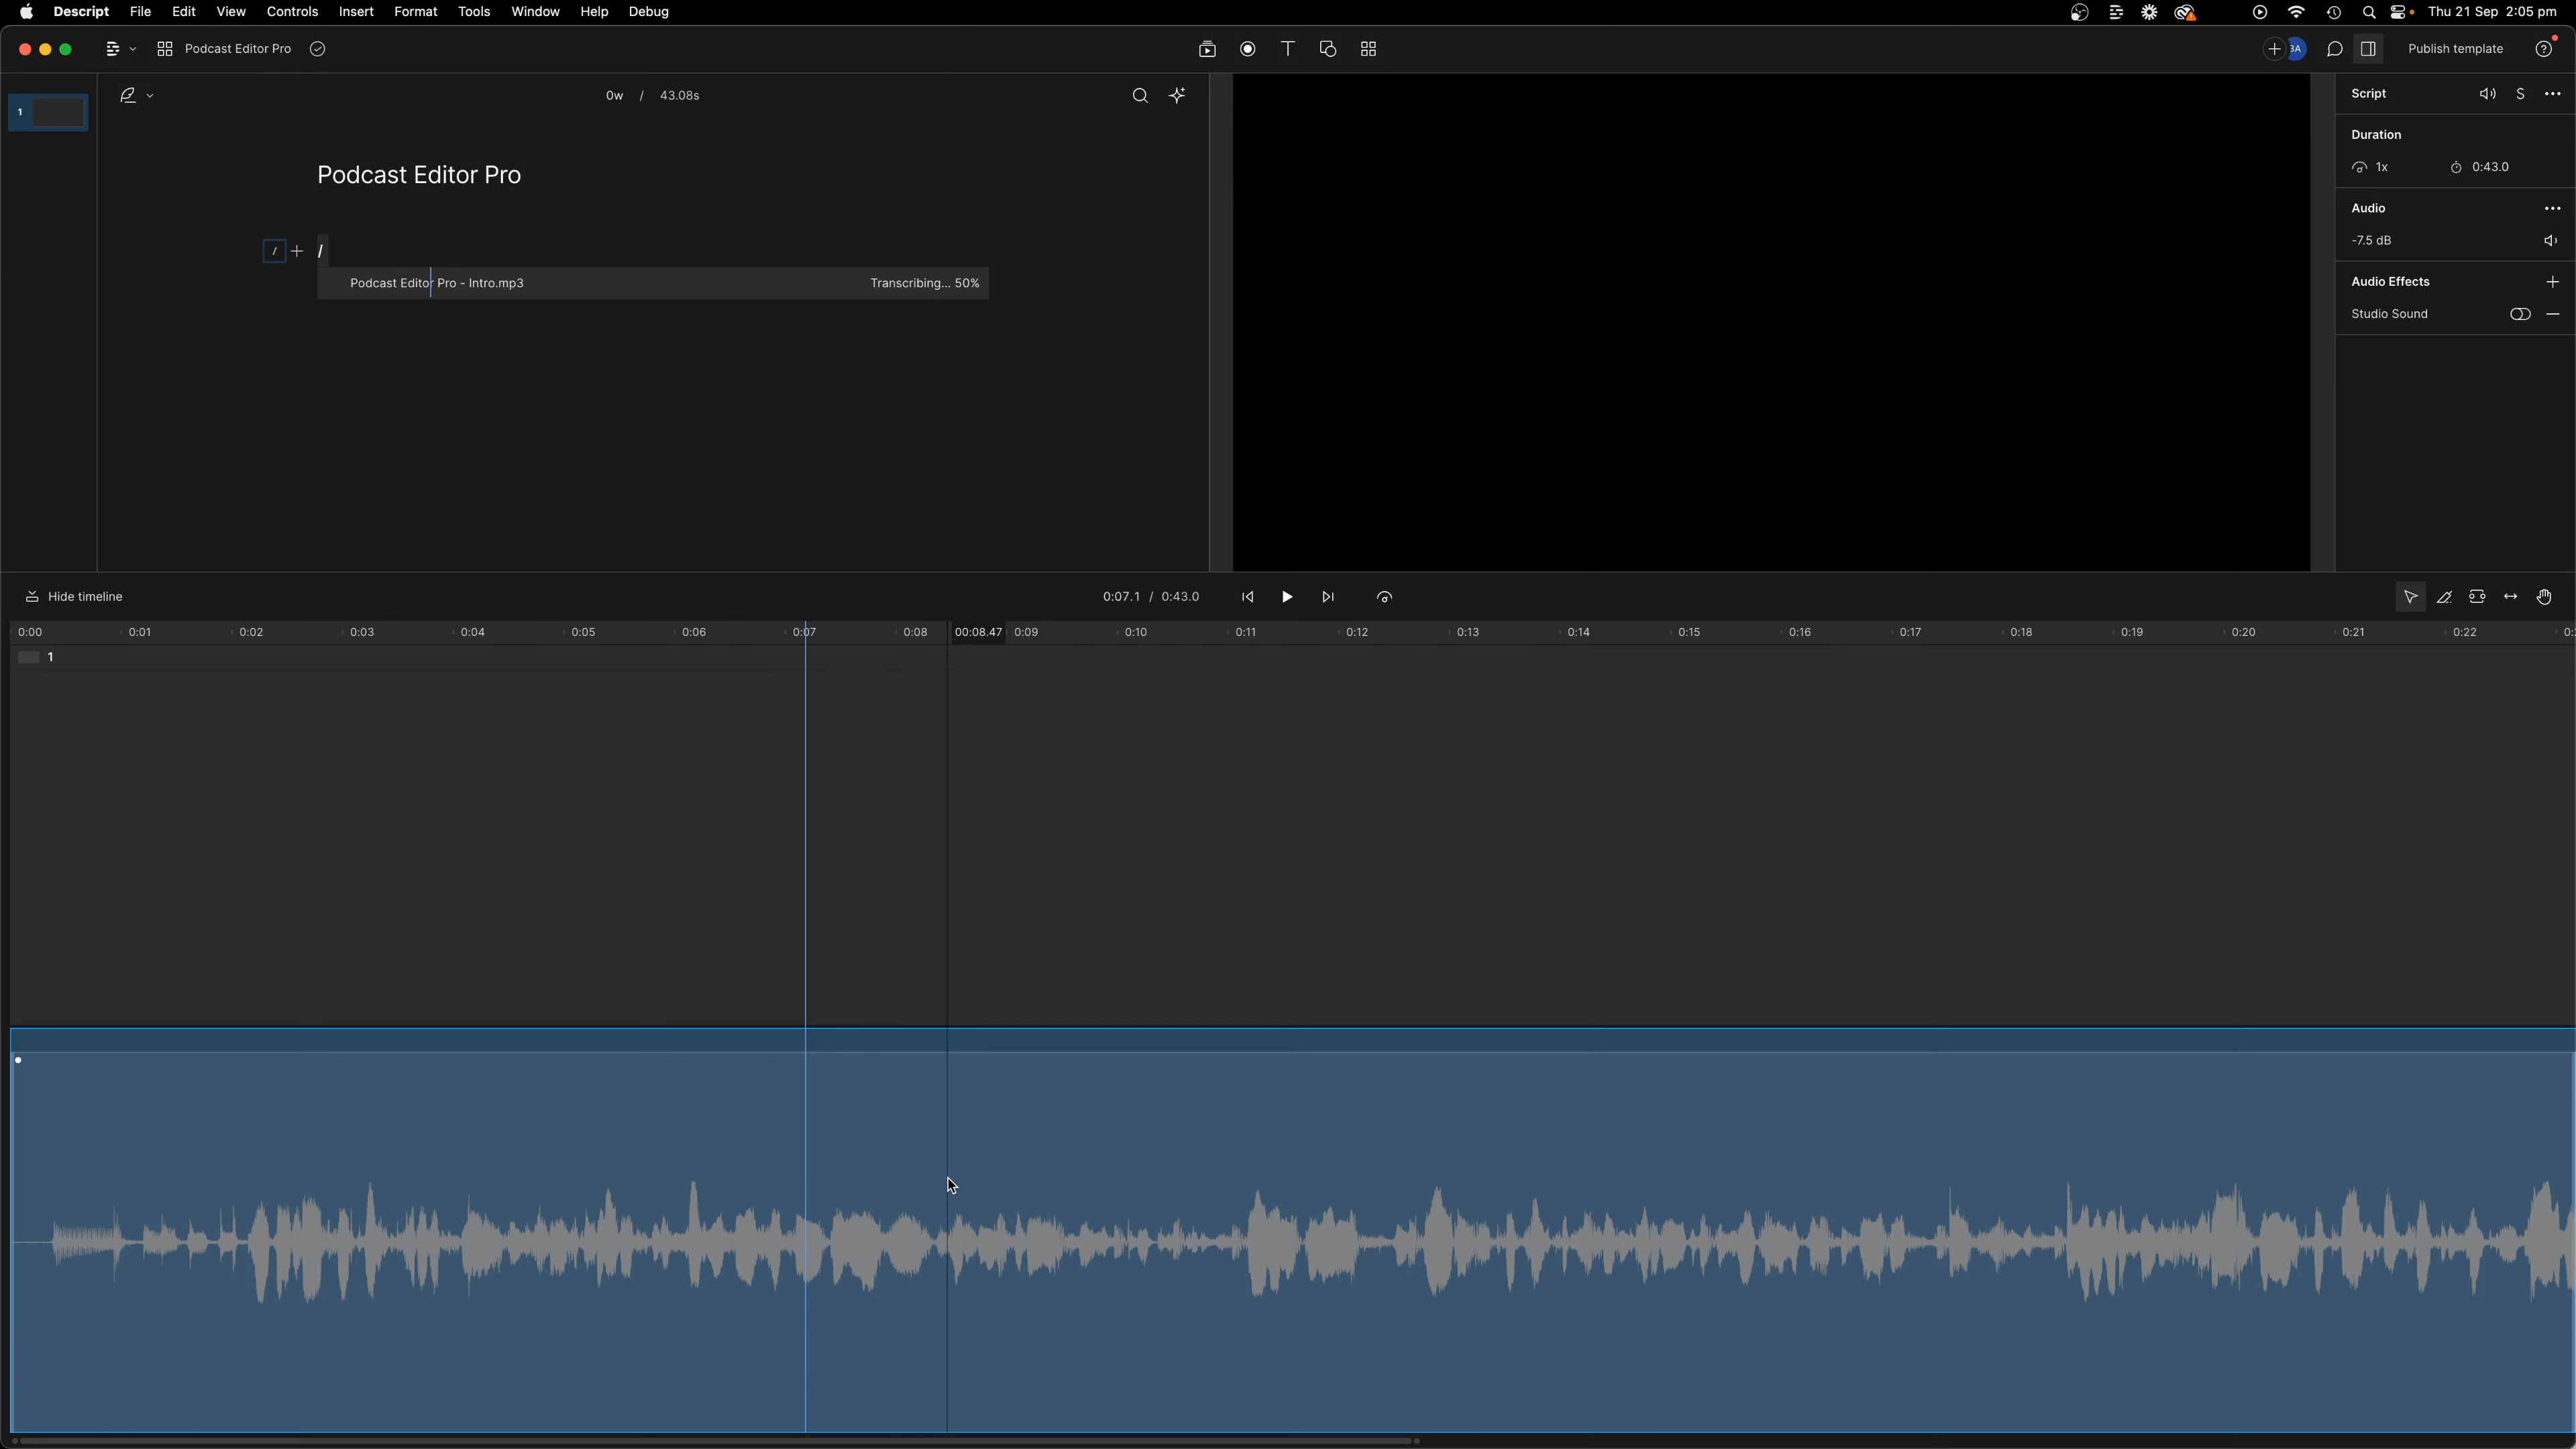 Descript File Edit View Controls Insert Format Tools Window Help Debug Thu 21 Sep 2:05 pm
Podcast Editor Pro BA Publish template
1 0w / 43.08s Script S
Duration
1x 0:43.0
Podcast Editor Pro
Audio
-7.5 dB
/ + /
Podcast Editor Pro - Intro.mp3 Transcribing... 50%
Audio Effects
Studio Sound
Hide timeline 0:07.1 / 0:43.0
0:00 0:01 0:02 0:03 0:04 0:05 0:06 0:07 0:08 00:08.47 0:09 0:10 0:11 0:12 0:13 0:14 0:15 0:16 0:17 0:18 0:19 0:20 0:21 0:22
1